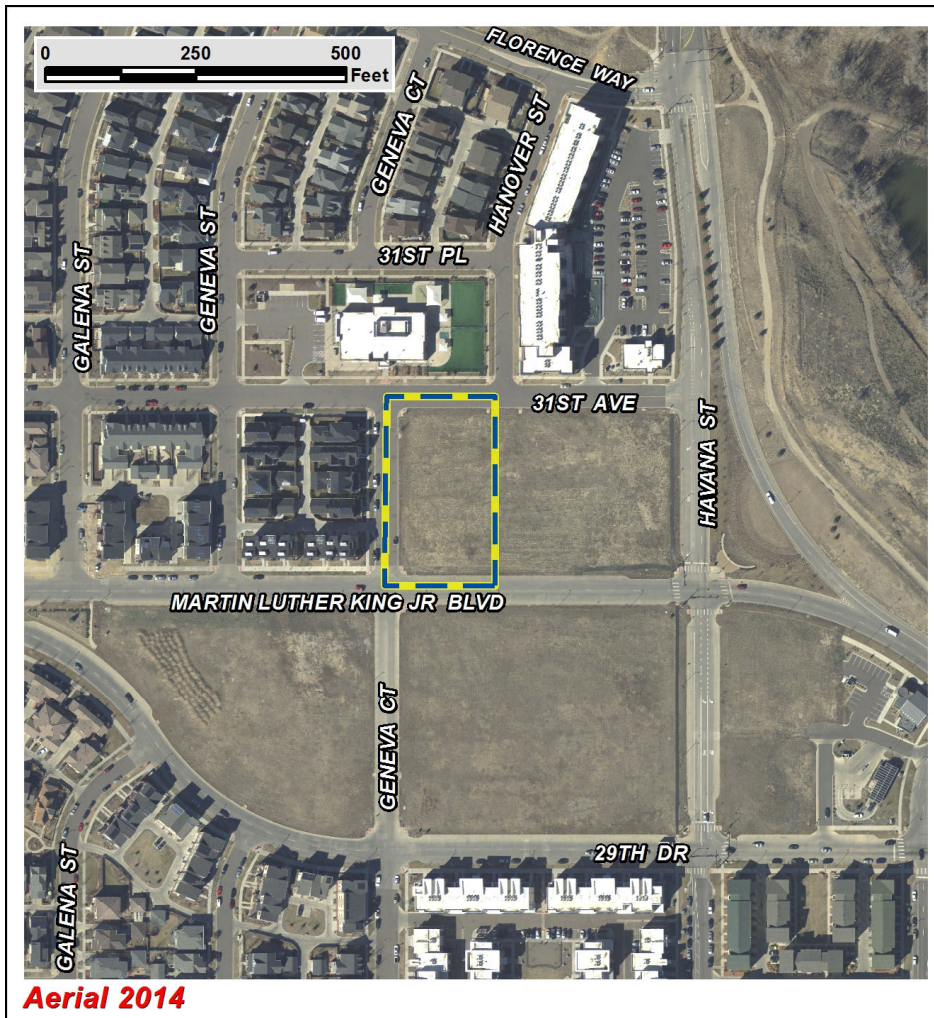 0 250 500
Feet
FLORENCE WAY
GENEVA CT
HANOVER ST
GALENA ST
GENEVA ST
31ST PL
31ST AVE
HAVANA ST
MARTIN LUTHER KING JR BLVD
GENEVA CT
29TH DR
GALENA ST
Aerial 2014